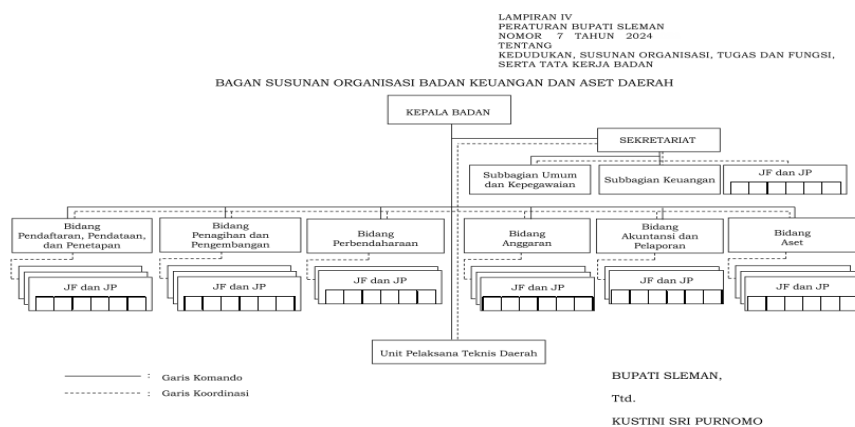 LAMPIRAN IV
PERATURAN BUPATI SLEMAN
NOMOR 7 TAHUN 2024
TENTANG
KEDUDUKAN, SUSUNAN ORGANISASI, TUGAS DAN FUNGSI,
SERTA TATA KERJA BADAN
BAGAN SUSUNAN ORGANISASI BADAN KEUANGAN DAN ASET DAERAH
KEPALA BADAN
SEKRETARIAT
Subbagian Umum
dan Kepegawaian
Subbagian Keuangan
JF dan JP
Bidang
Pendaftaran, Pendataan,
dan Penetapan
Bidang
Penagihan dan
Pengembangan
Bidang
Perbendaharaan
Bidang
Anggaran
Bidang
Akuntansi dan
Pelaporan
Bidang
Aset
JF dan JP
JF dan JP
JF dan JP
JF dan JP
JF dan JP
JF dan JP
Unit Pelaksana Teknis Daerah
: Garis Komando
: Garis Koordinasi
BUPATI SLEMAN,
Ttd.
KUSTINI SRI PURNOMO